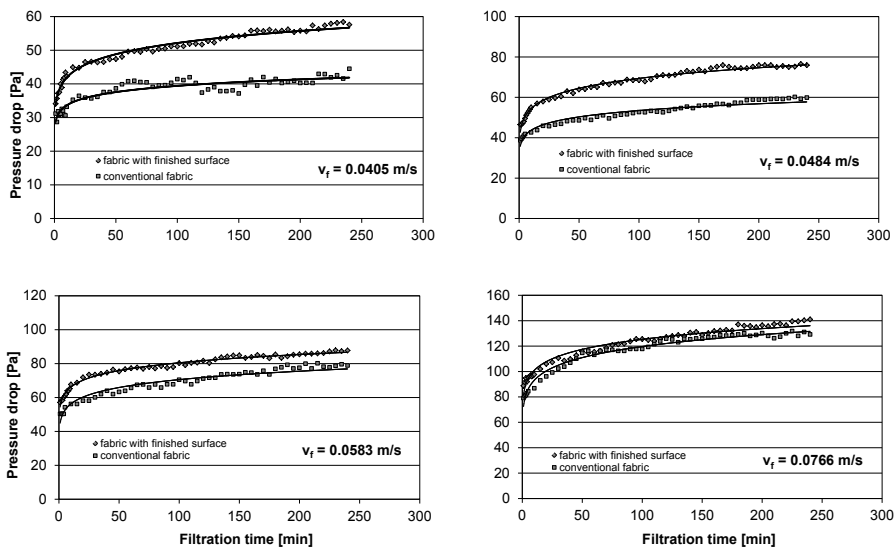 60
50
40
30
20
10
0
Pressure drop [Pa]
fabric with finished surface
conventional fabric
v_f = 0.0405 m/s
0 50 100 150 200 250 300
100
80
60
40
20
0
fabric with finished surface
conventional fabric
v_f = 0.0484 m/s
0 50 100 150 200 250 300
120
100
80
60
40
20
0
Pressure drop [Pa]
fabric with finished surface
conventional fabric
v_f = 0.0583 m/s
0 50 100 150 200 250 300
Filtration time [min]
160
140
120
100
80
60
40
20
0
fabric with finished surface
conventional fabric
v_f = 0.0766 m/s
0 50 100 150 200 250 300
Filtration time [min]